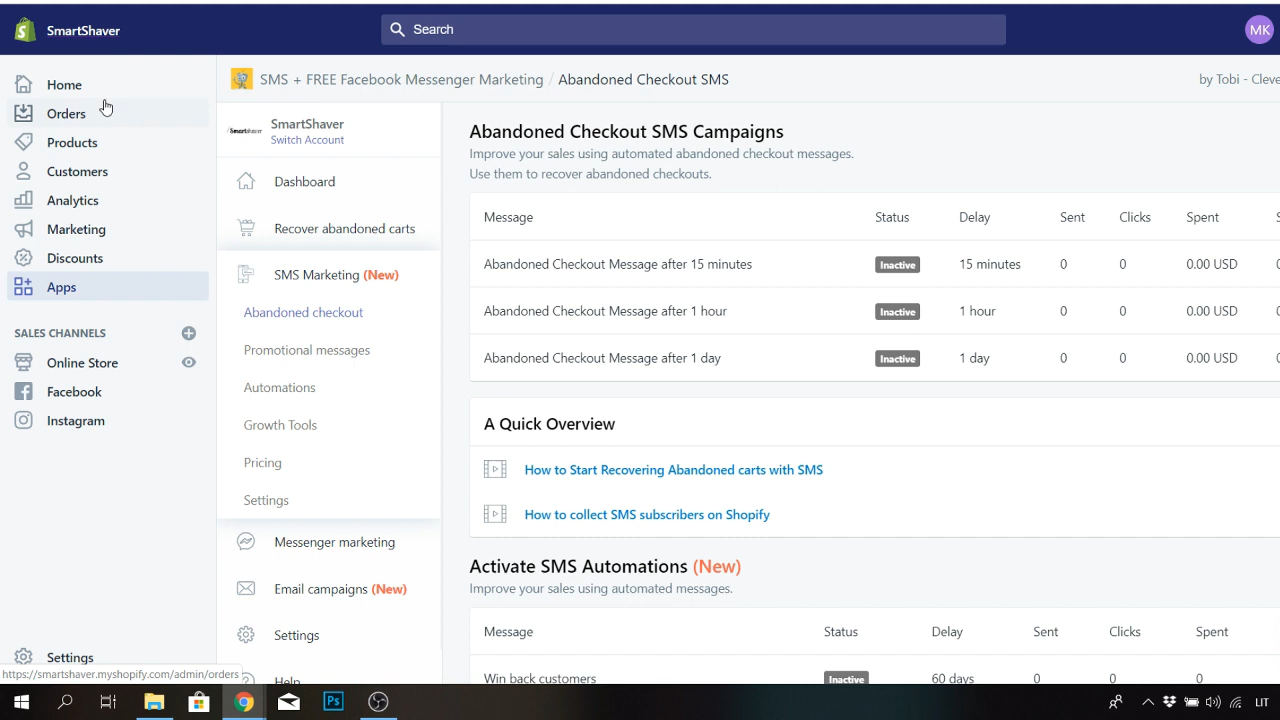 SmartShaver
Search
MK
Home
Orders
Products
Customers
Analytics
Marketing
Discounts
Apps
SALES CHANNELS
Online Store
Facebook
Instagram
Settings
https://smartshaver.myshopify.com/admin/orders
SMS + FREE Facebook Messenger Marketing / Abandoned Checkout SMS
by Tobi - Cleve
SmartShaver
SmartShaver
Switch Account
Dashboard
Recover abandoned carts
SMS Marketing (New)
Abandoned checkout
Promotional messages
Automations
Growth Tools
Pricing
Settings
Messenger marketing
Email campaigns (New)
Settings
Help
Abandoned Checkout SMS Campaigns
Improve your sales using automated abandoned checkout messages.
Use them to recover abandoned checkouts.
Message Status Delay Sent Clicks Spent
Abandoned Checkout Message after 15 minutes Inactive 15 minutes 0 0 0.00 USD
Abandoned Checkout Message after 1 hour Inactive 1 hour 0 0 0.00 USD
Abandoned Checkout Message after 1 day Inactive 1 day 0 0 0.00 USD
A Quick Overview
How to Start Recovering Abandoned carts with SMS
How to collect SMS subscribers on Shopify
Activate SMS Automations (New)
Improve your sales using automated messages.
Message Status Delay Sent Clicks Spent
Win back customers Inactive 60 days 0 0 0
Ps
LIT